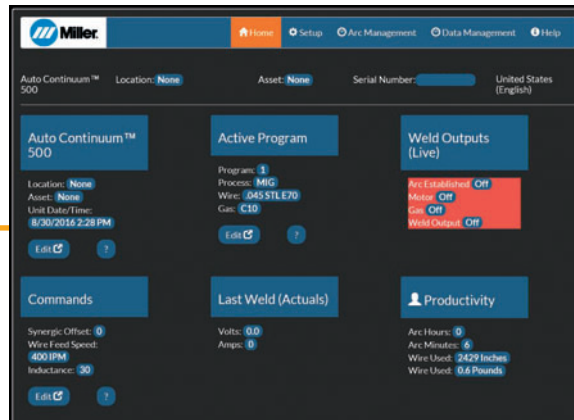 Miller.
Home Setup Arc Management Data Management Help
Auto Continuum™ 500 Location: None Asset: None Serial Number: United States (English)
Auto Continuum™ 500
Location: None
Asset: None
Unit Date/Time:
8/30/2016 2:28 PM
Edit ?
Active Program
Program: 1
Process: MIG
Wire: .045 STL E70
Gas: C10
Edit ?
Weld Outputs (Live)
Arc Established Off
Motor Off
Gas Off
Weld Output Off
Commands
Synergic Offset: 0
Wire Feed Speed:
400 IPM
Inductance: 30
Edit ?
Last Weld (Actuals)
Volts: 0.0
Amps: 0
Productivity
Arc Hours: 0
Arc Minutes: 6
Wire Used: 2429 Inches
Wire Used: 0.6 Pounds